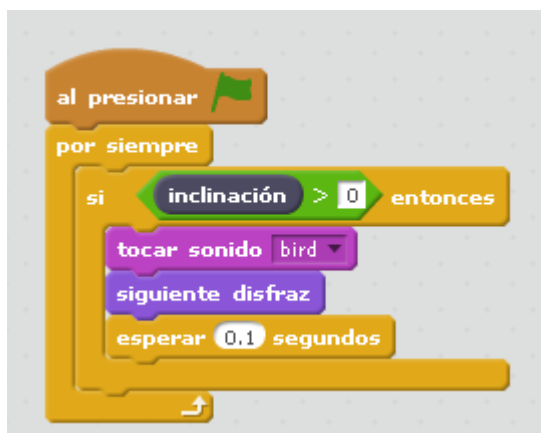 al presionar
por siempre
si inclinación > 0 entonces
tocar sonido bird
siguiente disfraz
esperar 0.1 segundos